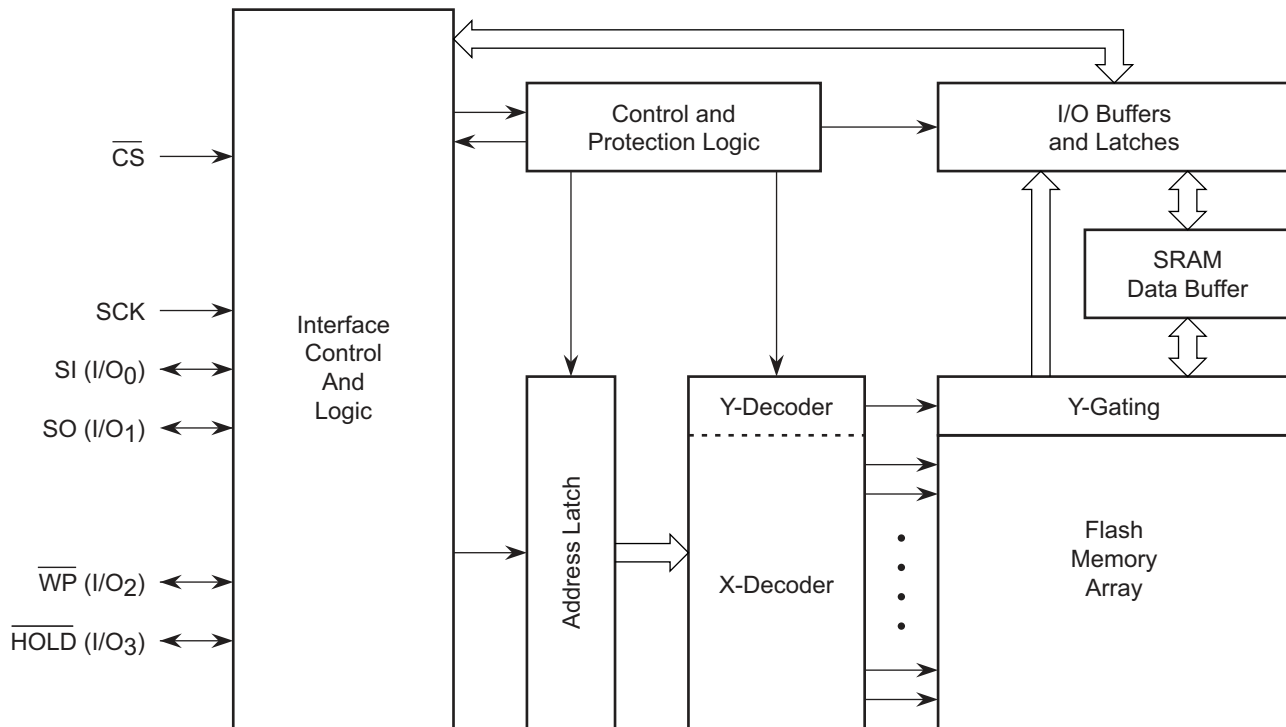 CS
SCK
SI (I/O0)
SO (I/O1)
WP (I/O2)
HOLD (I/O3)
Interface
Control
And
Logic
Control and
Protection Logic
I/O Buffers
and Latches
SRAM
Data Buffer
Address Latch
Y-Decoder
X-Decoder
Y-Gating
Flash
Memory
Array